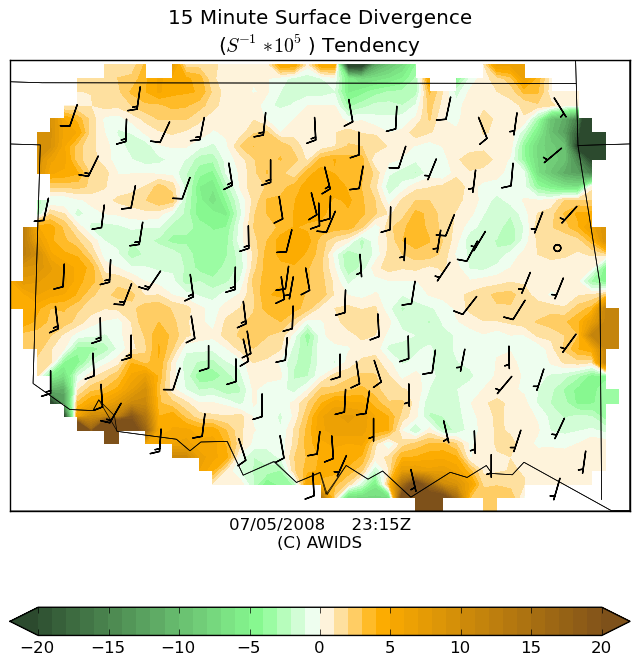 15 Minute Surface Divergence
(S⁻¹ * 10⁵ ) Tendency
07/05/2008 23:15Z
(C) AWIDS
−20 −15 −10 −5 0 5 10 15 20